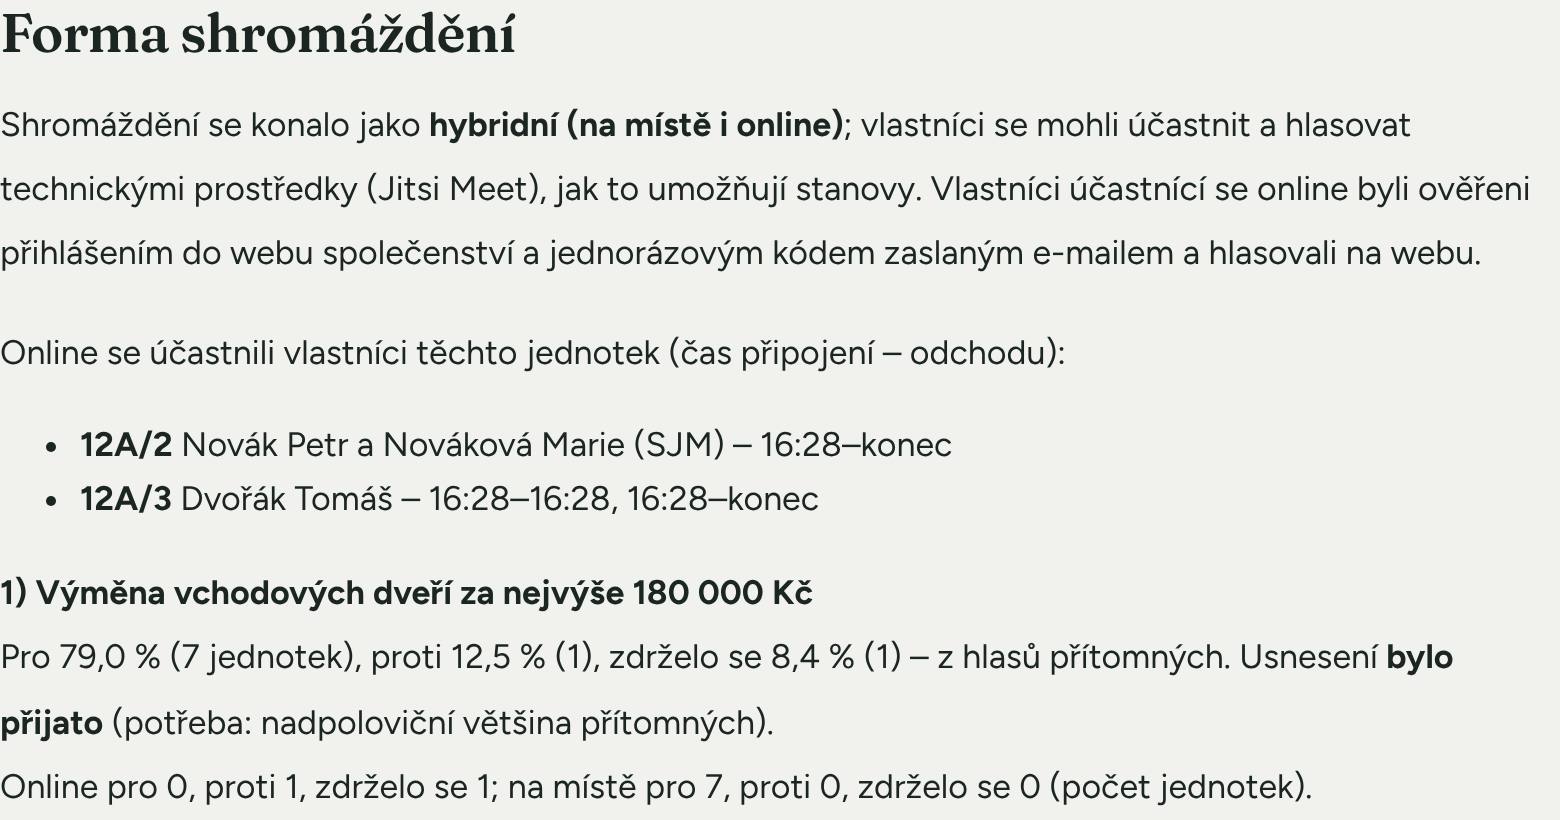 Forma shromáždění
Shromáždění se konalo jako hybridní (na místě i online); vlastníci se mohli účastnit a hlasovat
technickými prostředky (Jitsi Meet), jak to umožňují stanovy. Vlastníci účastnící se online byli ověřeni
přihlášením do webu společenství a jednorázovým kódem zaslaným e-mailem a hlasovali na webu.
Online se účastnili vlastníci těchto jednotek (čas připojení – odchodu):
• 12A/2 Novák Petr a Nováková Marie (SJM) – 16:28–konec
• 12A/3 Dvořák Tomáš – 16:28–16:28, 16:28–konec
1) Výměna vchodových dveří za nejvýše 180 000 Kč
Pro 79,0 % (7 jednotek), proti 12,5 % (1), zdrželo se 8,4 % (1) – z hlasů přítomných. Usnesení bylo
přijato (potřeba: nadpoloviční většina přítomných).
Online pro 0, proti 1, zdrželo se 1; na místě pro 7, proti 0, zdrželo se 0 (počet jednotek).